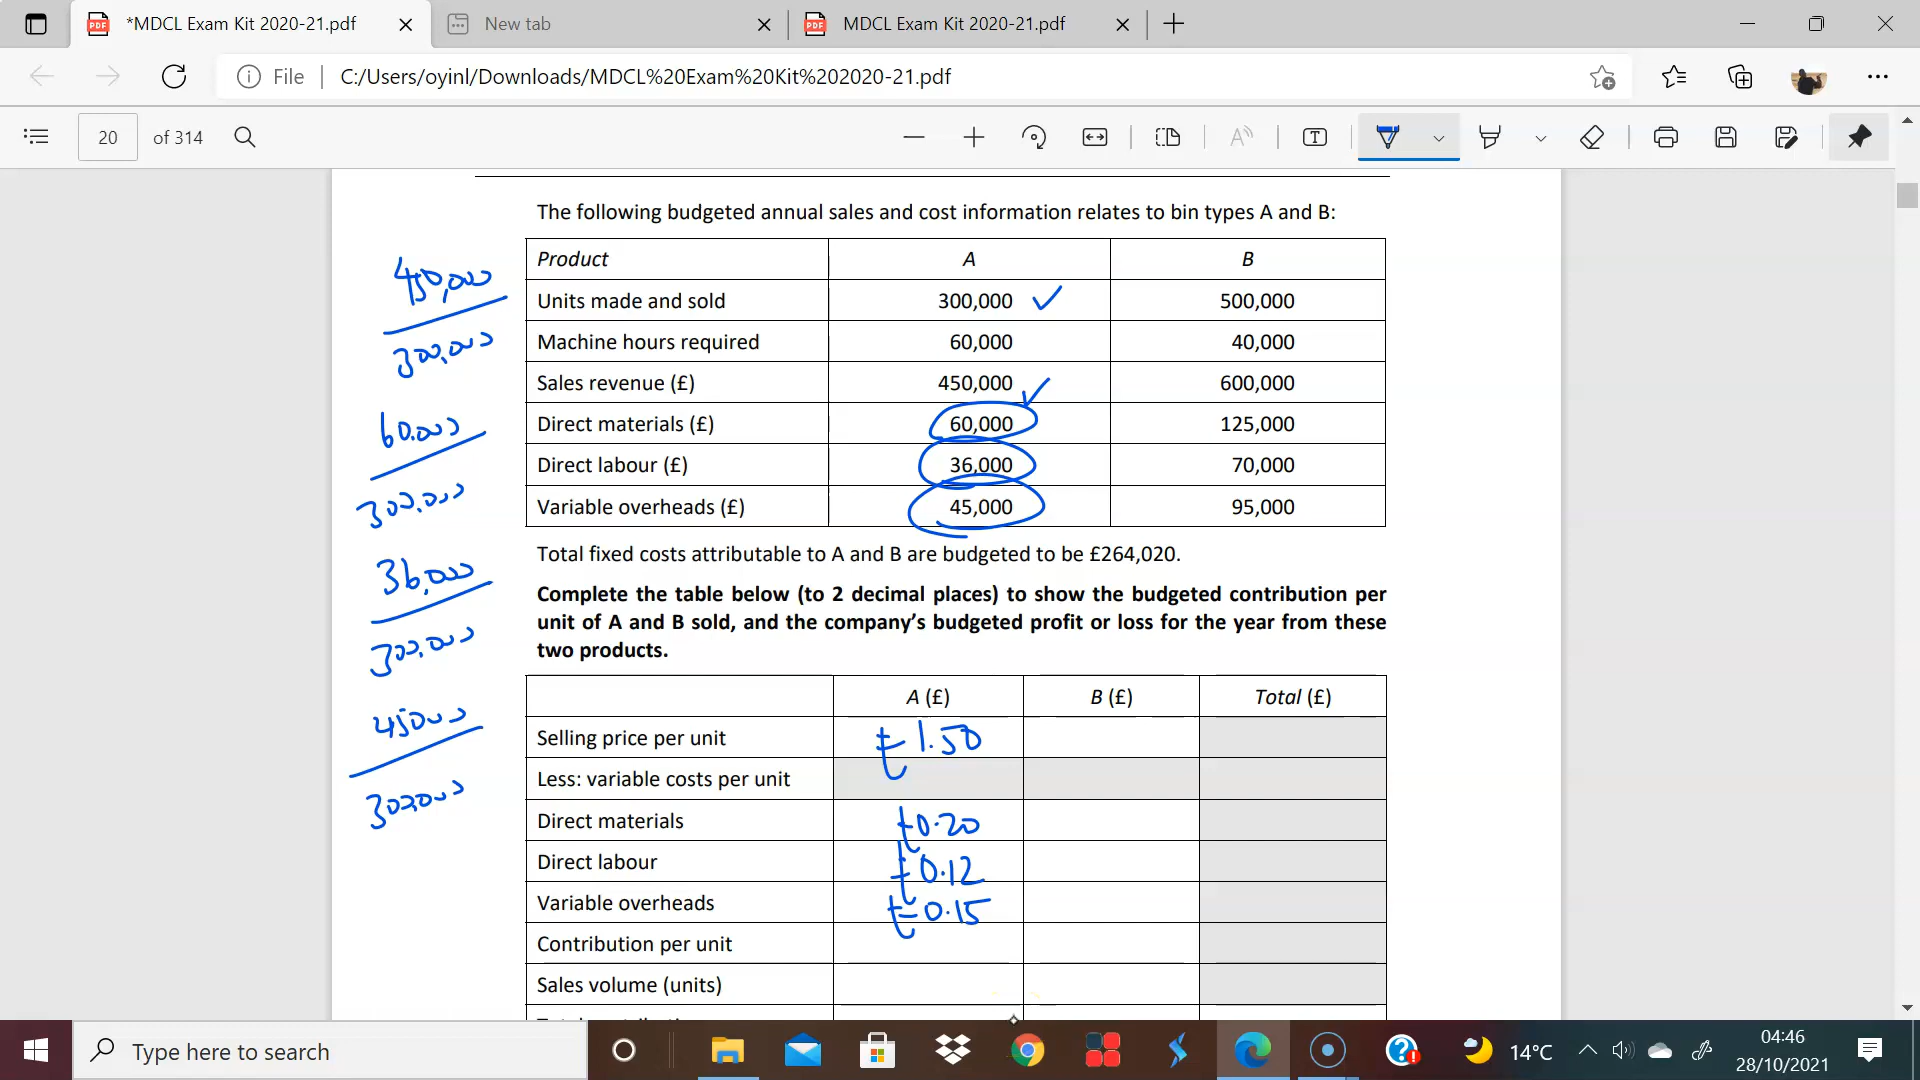 *MDCL Exam Kit 2020-21.pdf
New tab
MDCL Exam Kit 2020-21.pdf
File
C:/Users/oyinl/Downloads/MDCL%20Exam%20Kit%202020-21.pdf
20 of 314
The following budgeted annual sales and cost information relates to bin types A and B:
Product A B
Units made and sold 300,000 500,000
Machine hours required 60,000 40,000
Sales revenue (£) 450,000 600,000
Direct materials (£) 60,000 125,000
Direct labour (£) 36,000 70,000
Variable overheads (£) 45,000 95,000
450,000
300,000
60,000
300,000
36,000
300,000
45000
300,000
Total fixed costs attributable to A and B are budgeted to be £264,020.
Complete the table below (to 2 decimal places) to show the budgeted contribution per
unit of A and B sold, and the company's budgeted profit or loss for the year from these
two products.
A (£) B (£) Total (£)
Selling price per unit £1.50
Less: variable costs per unit
Direct materials £0.20
Direct labour £0.12
Variable overheads £0.15
Contribution per unit
Sales volume (units)
Type here to search
14°C
04:46
28/10/2021